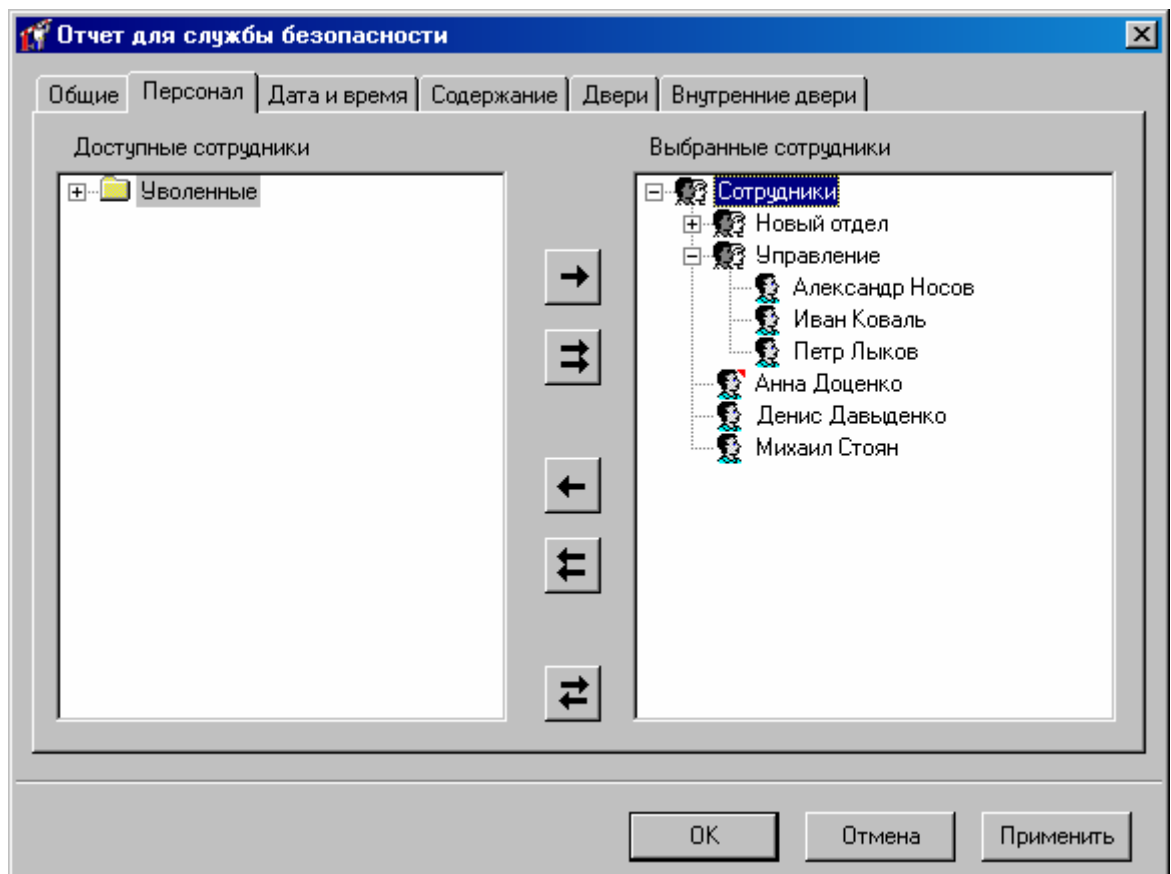 Отчет для службы безопасности
Общие Персонал Дата и время Содержание Двери Внутренние двери
Доступные сотрудники
Выбранные сотрудники
Уволенные
Сотрудники
Новый отдел
Управление
Александр Носов
Иван Коваль
Петр Лыков
Анна Доценко
Денис Давыденко
Михаил Стоян
OK Отмена Применить